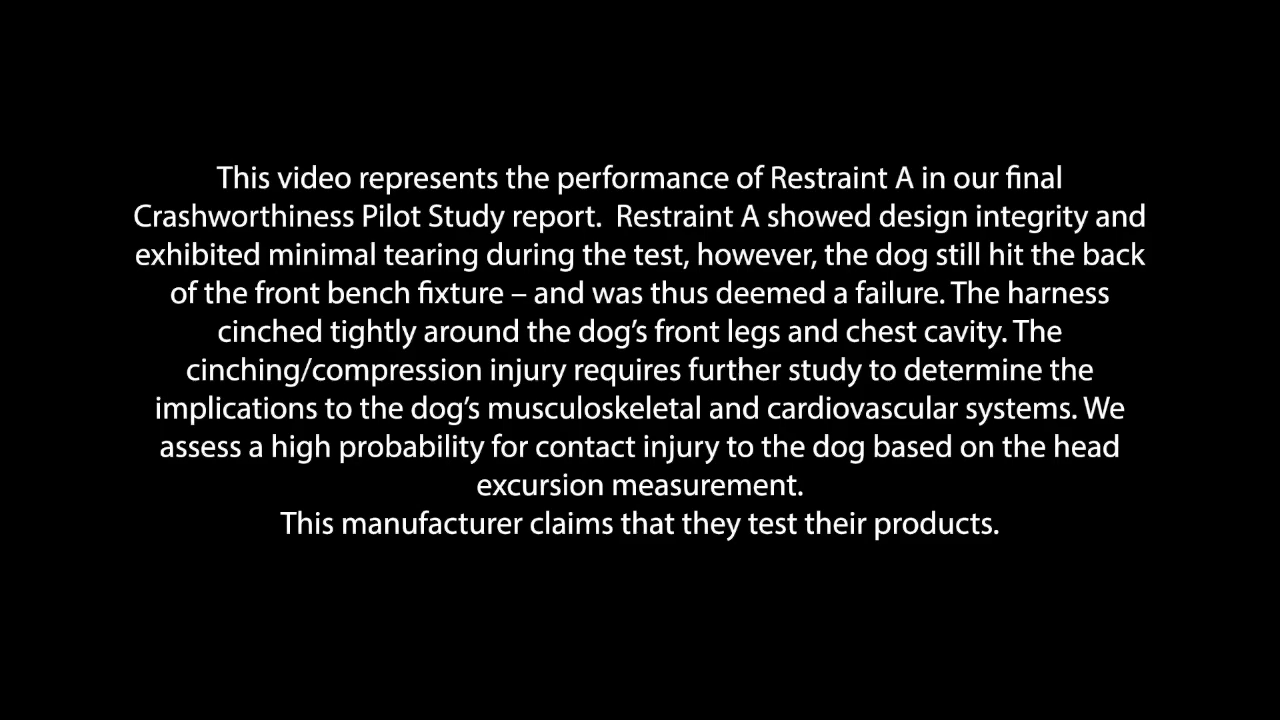 This video represents the performance of Restraint A in our final
Crashworthiness Pilot Study report.  Restraint A showed design integrity and
exhibited minimal tearing during the test, however, the dog still hit the back
of the front bench fixture – and was thus deemed a failure. The harness
cinched tightly around the dog’s front legs and chest cavity. The
cinching/compression injury requires further study to determine the
implications to the dog’s musculoskeletal and cardiovascular systems. We
assess a high probability for contact injury to the dog based on the head
excursion measurement.
This manufacturer claims that they test their products.